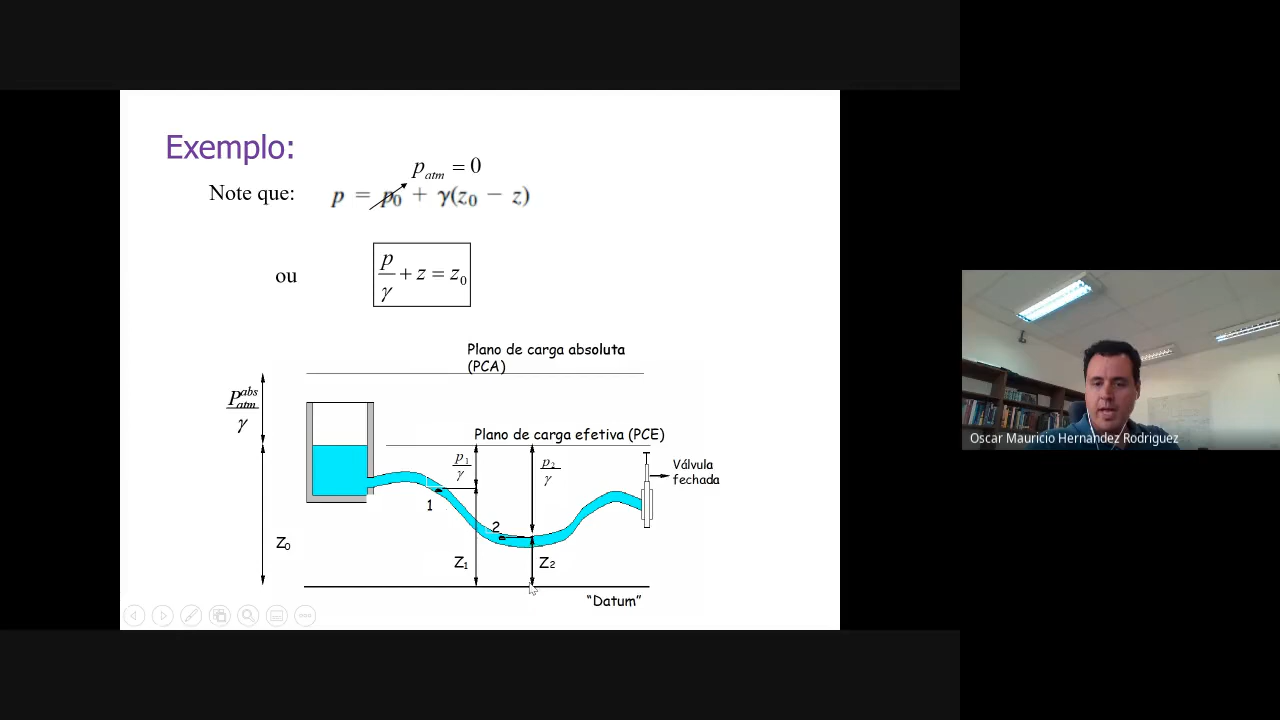 Exemplo:
p_atm = 0
Note que: p = p₀ + γ(z₀ − z)
ou p/γ + z = z₀
Plano de carga absoluta
(PCA)
P_atm^abs/γ
Plano de carga efetiva (PCE)
p₁/γ
p₂/γ
Válvula
fechada
1
2
Z₀
Z₁
Z₂
“Datum”
Oscar Mauricio Hernandez Rodriguez